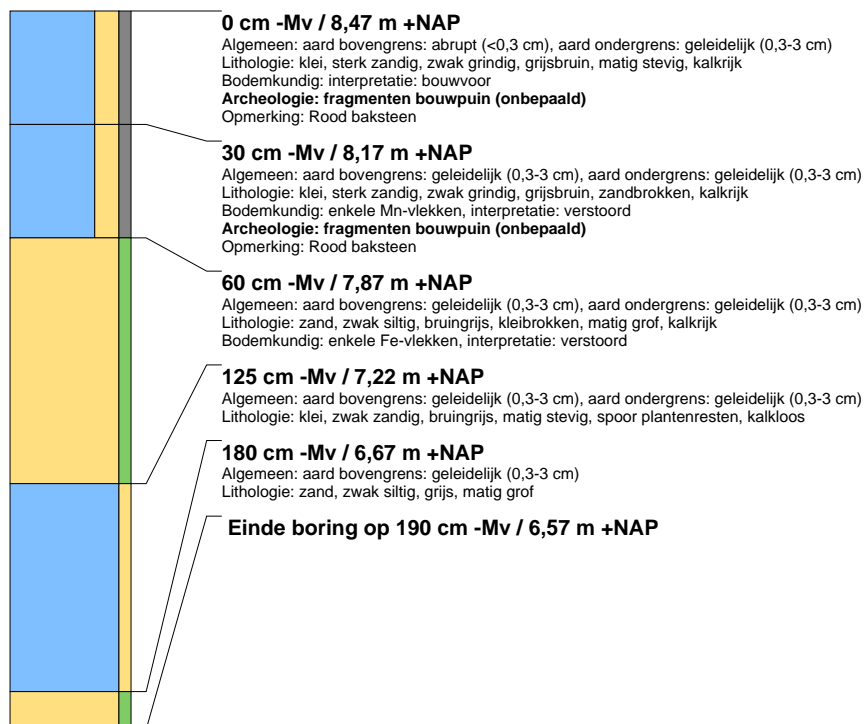 0 cm -Mv / 8,47 m +NAP
Algemeen: aard bovengrens: abrupt (<0,3 cm), aard ondergrens: geleidelijk (0,3-3 cm)
Lithologie: klei, sterk zandig, zwak grindig, grijsbruin, matig stevig, kalkrijk
Bodemkundig: interpretatie: bouwvoor
Archeologie: fragmenten bouwpuin (onbepaald)
Opmerking: Rood baksteen
30 cm -Mv / 8,17 m +NAP
Algemeen: aard bovengrens: geleidelijk (0,3-3 cm), aard ondergrens: geleidelijk (0,3-3 cm)
Lithologie: klei, sterk zandig, zwak grindig, grijsbruin, zandbrokken, kalkrijk
Bodemkundig: enkele Mn-vlekken, interpretatie: verstoord
Archeologie: fragmenten bouwpuin (onbepaald)
Opmerking: Rood baksteen
60 cm -Mv / 7,87 m +NAP
Algemeen: aard bovengrens: geleidelijk (0,3-3 cm), aard ondergrens: geleidelijk (0,3-3 cm)
Lithologie: zand, zwak siltig, bruingrijs, kleibrokken, matig grof, kalkrijk
Bodemkundig: enkele Fe-vlekken, interpretatie: verstoord
125 cm -Mv / 7,22 m +NAP
Algemeen: aard bovengrens: geleidelijk (0,3-3 cm), aard ondergrens: geleidelijk (0,3-3 cm)
Lithologie: klei, zwak zandig, bruingrijs, matig stevig, spoor plantenresten, kalkloos
180 cm -Mv / 6,67 m +NAP
Algemeen: aard bovengrens: geleidelijk (0,3-3 cm)
Lithologie: zand, zwak siltig, grijs, matig grof
Einde boring op 190 cm -Mv / 6,57 m +NAP